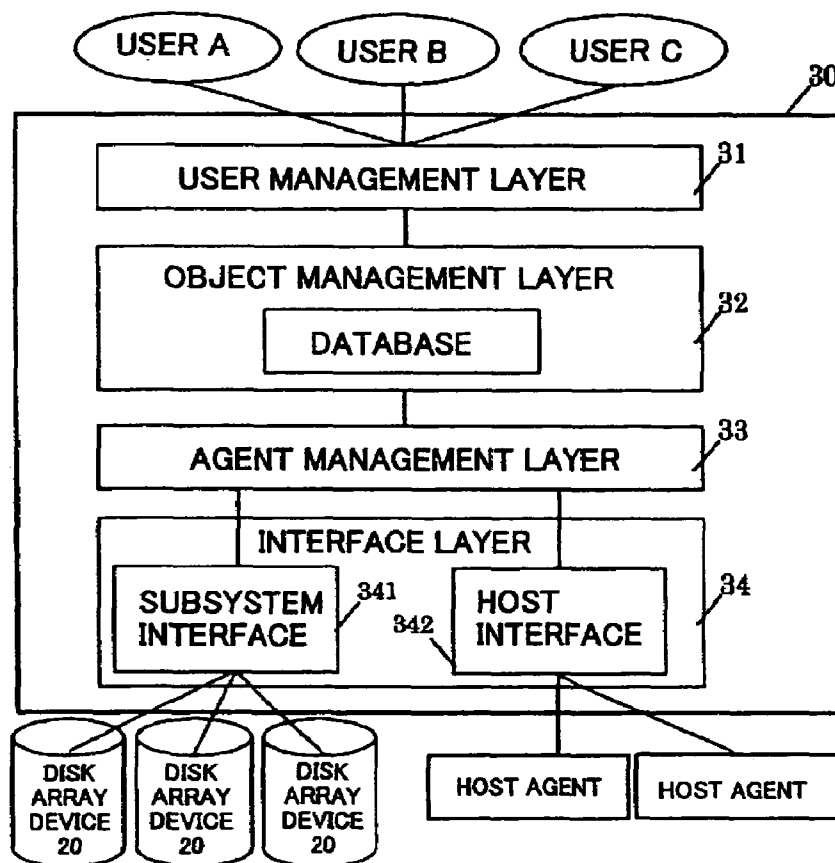 USER A
USER B
USER C
30
USER MANAGEMENT LAYER
31
OBJECT MANAGEMENT LAYER
DATABASE
32
AGENT MANAGEMENT LAYER
33
INTERFACE LAYER
SUBSYSTEM
INTERFACE
341
HOST
INTERFACE
342
34
DISK
ARRAY
DEVICE
20
DISK
ARRAY
DEVICE
20
DISK
ARRAY
DEVICE
20
HOST AGENT
HOST AGENT